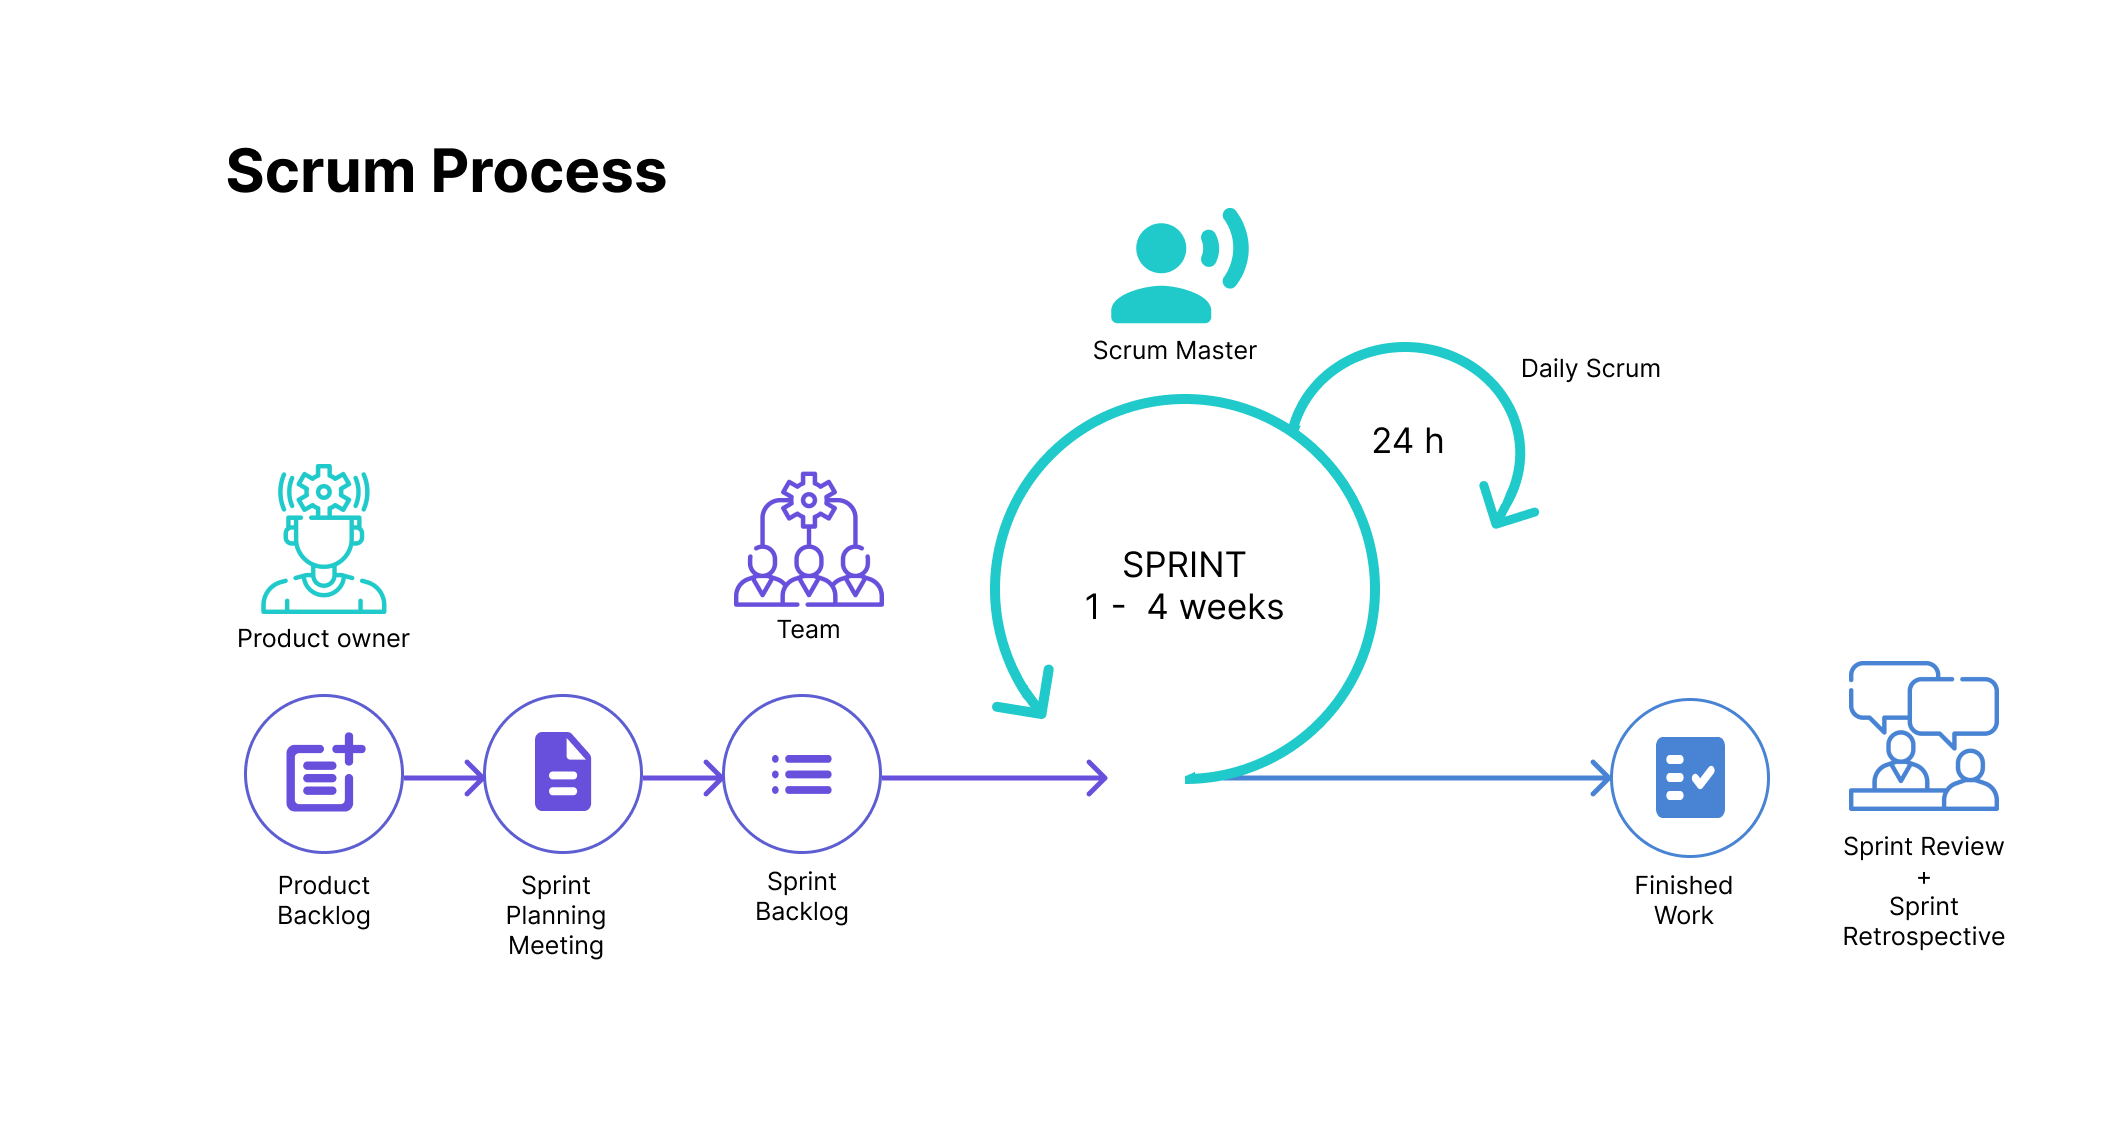 Scrum Process
Scrum Master
Daily Scrum
24 h
SPRINT
1 -  4 weeks
Product owner
Team
Product
Backlog
Sprint
Planning
Meeting
Sprint
Backlog
Finished
Work
Sprint Review
+
Sprint
Retrospective